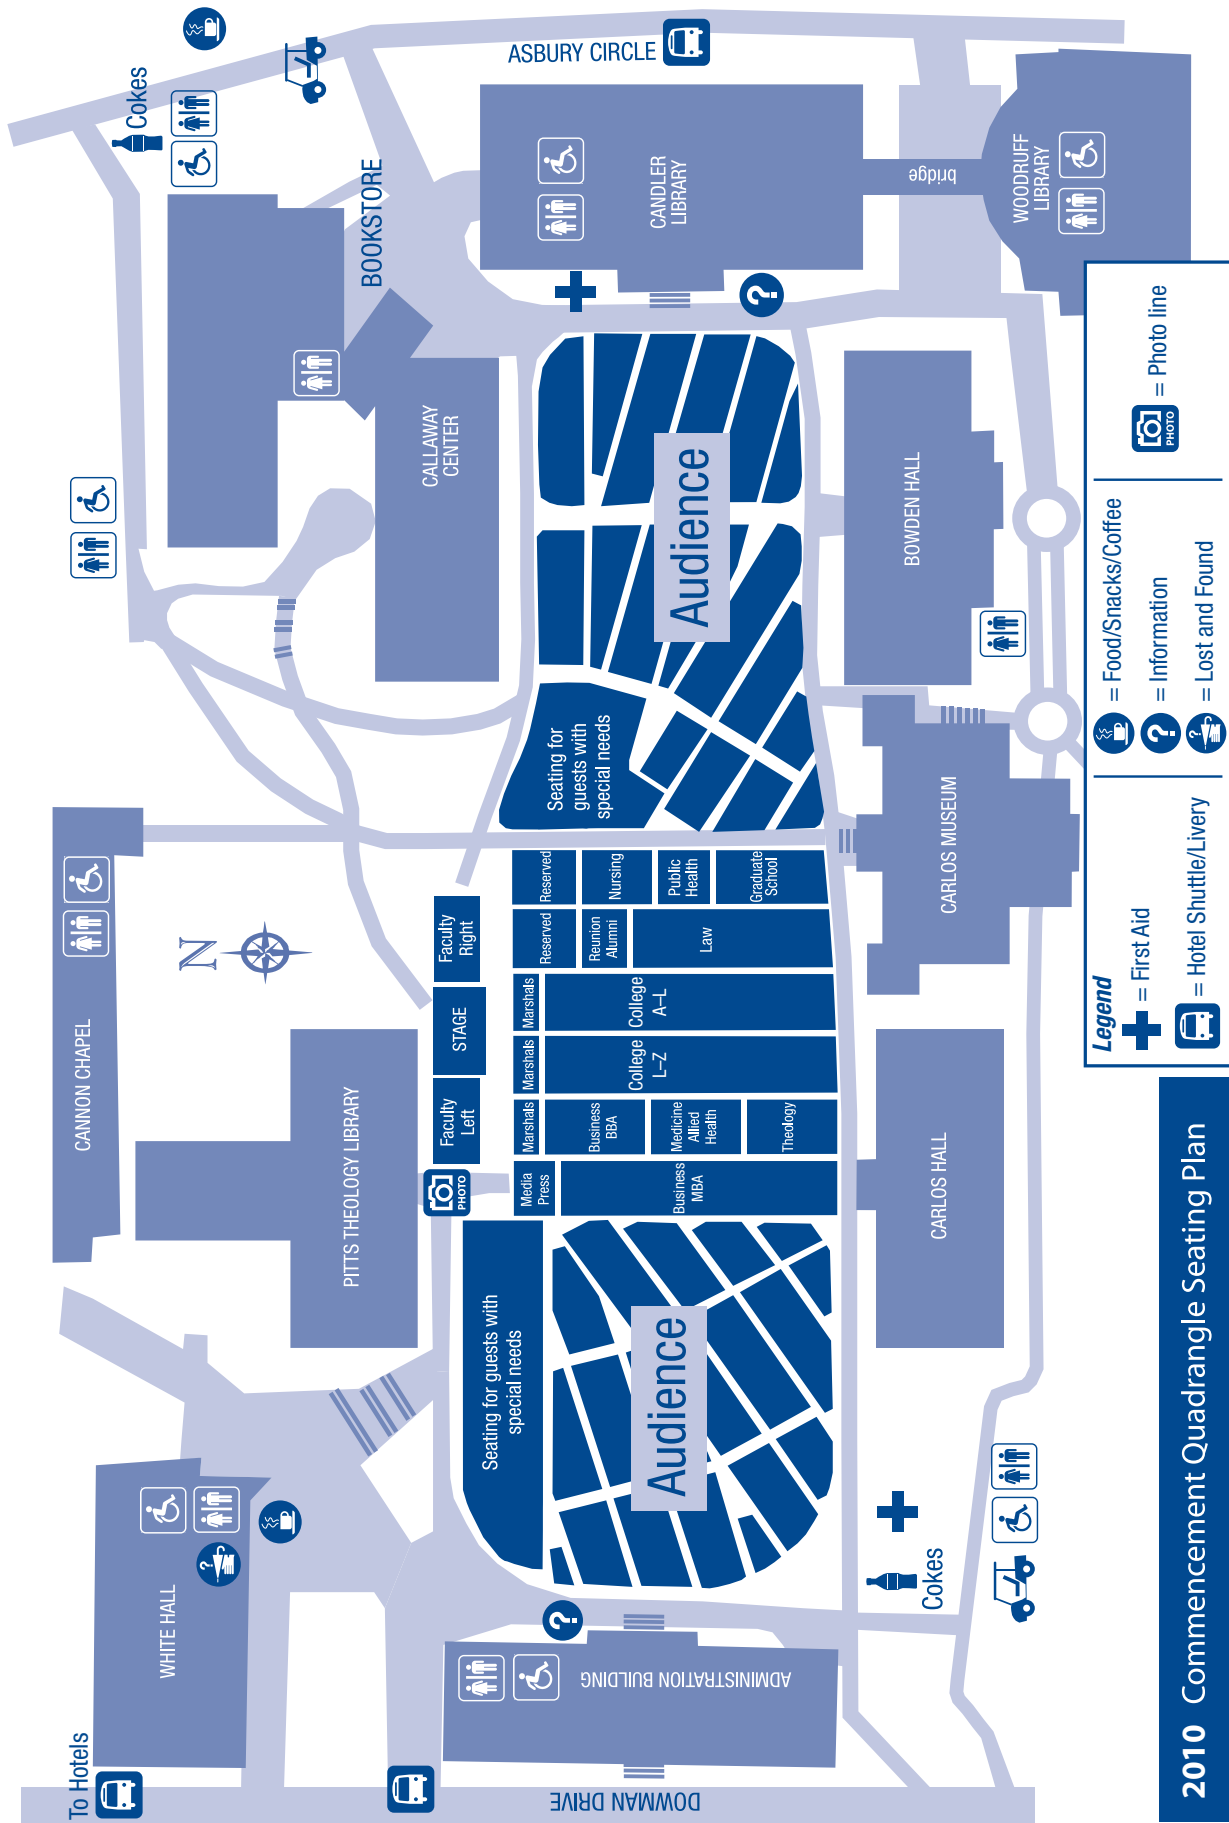 To Hotels
WHITE HALL
CANNON CHAPEL
Cokes
BOOKSTORE
ASBURY CIRCLE
PITTS THEOLOGY LIBRARY
N
CALLAWAY
CENTER
CANDLER
LIBRARY
bridge
WOODRUFF
LIBRARY
PHOTO
Faculty
Left
STAGE
Faculty
Right
Seating for guests with
special needs
Media
Press
Marshals
Marshals
Marshals
Reserved
Reserved
Seating for
guests with
special needs
Business
MBA
Business
BBA
Medicine
Allied
Health
Theology
College
L–Z
College
A–L
Reunion
Alumni
Law
Nursing
Public
Health
Graduate
School
Audience
Audience
DOWMAN DRIVE
ADMINISTRATION BUILDING
Cokes
CARLOS HALL
CARLOS MUSEUM
BOWDEN HALL
2010 Commencement Quadrangle Seating Plan
Legend
= First Aid
= Hotel Shuttle/Livery
= Food/Snacks/Coffee
= Information
= Lost and Found
PHOTO
= Photo line